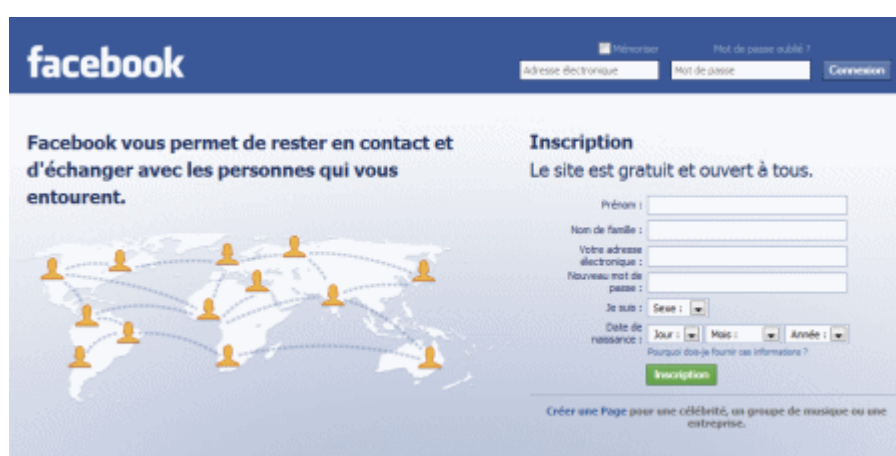 facebook
Mémoriser
Mot de passe oublié ?
Adresse électronique
Mot de passe
Connexion
Facebook vous permet de rester en contact et
d'échanger avec les personnes qui vous
entourent.
Inscription
Le site est gratuit et ouvert à tous.
Prénom :
Nom de famille :
Votre adresse
électronique :
Nouveau mot de
passe :
Je suis : Sexe :
Date de
naissance : Jour : Mois : Année :
Pourquoi dois-je fournir ces informations ?
Inscription
Créer une Page pour une célébrité, un groupe de musique ou une
entreprise.